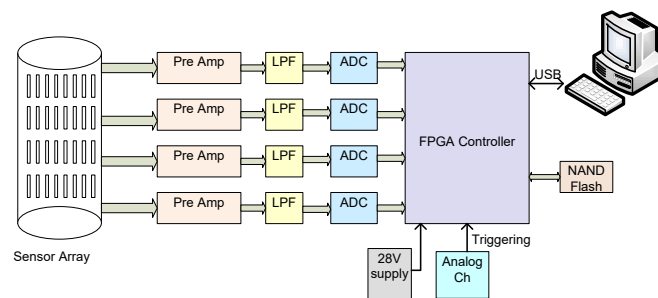 Pre Amp
LPF
ADC
Pre Amp
LPF
ADC
Pre Amp
LPF
ADC
Pre Amp
LPF
ADC
FPGA Controller
USB
NAND
Flash
Sensor Array
28V
supply
Triggering
Analog
Ch